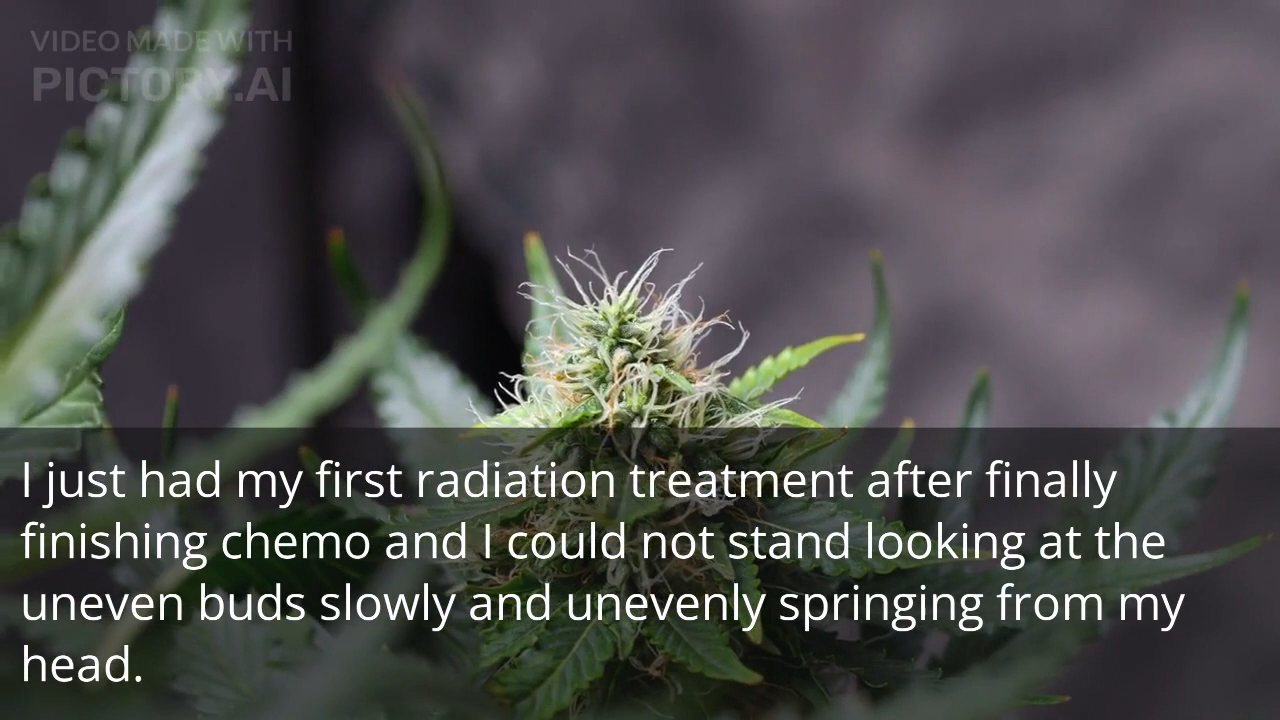 VIDEO MADE WITH
PICTORY.AI
I just had my first radiation treatment after finally
finishing chemo and I could not stand looking at the
uneven buds slowly and unevenly springing from my
head.